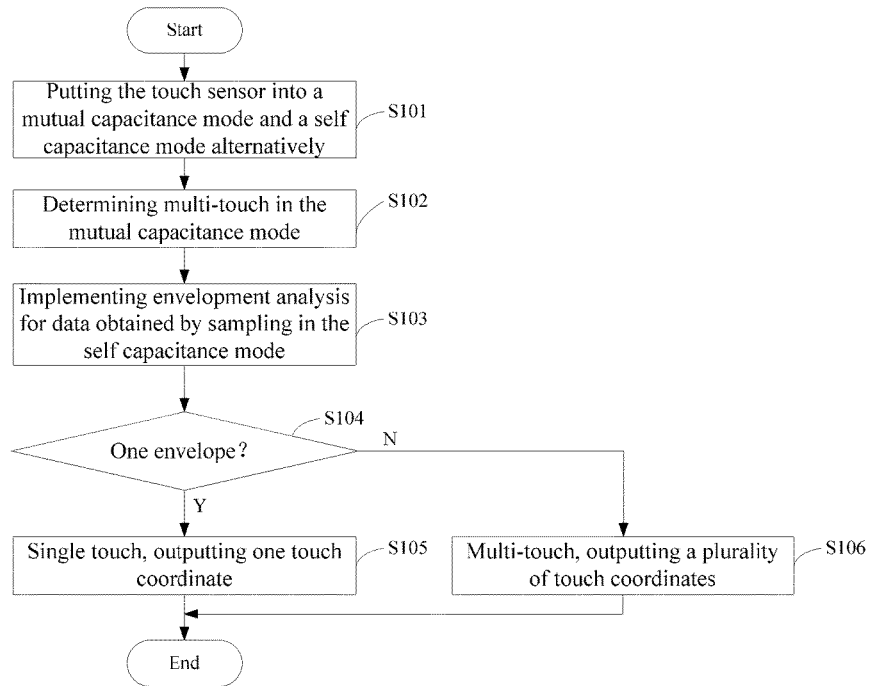 Start
Putting the touch sensor into a
mutual capacitance mode and a self
capacitance mode alternatively
S101
Determining multi-touch in the
mutual capacitance mode
S102
Implementing envelopment analysis
for data obtained by sampling in the
self capacitance mode
S103
S104
One envelope?
N
Y
Single touch, outputting one touch
coordinate
S105
Multi-touch, outputting a plurality
of touch coordinates
S106
End